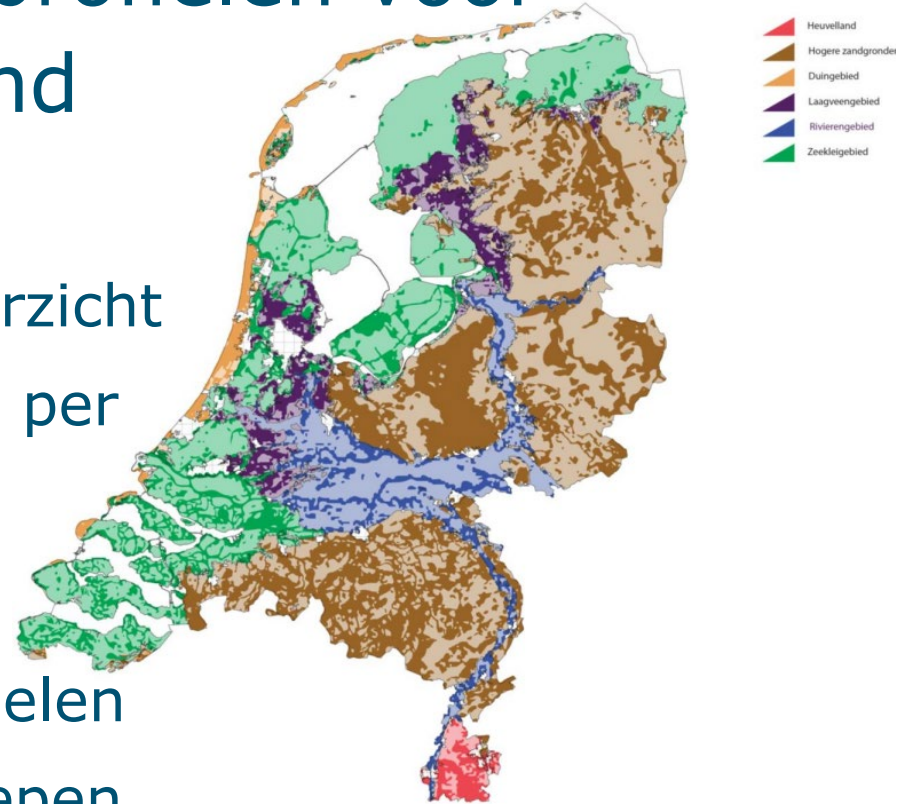 nd
rzicht
per
elen
Heuvelland
Hogere zandgronden
Duingebied
Laagveengebied
Rivierengebied
Zeekleigebied